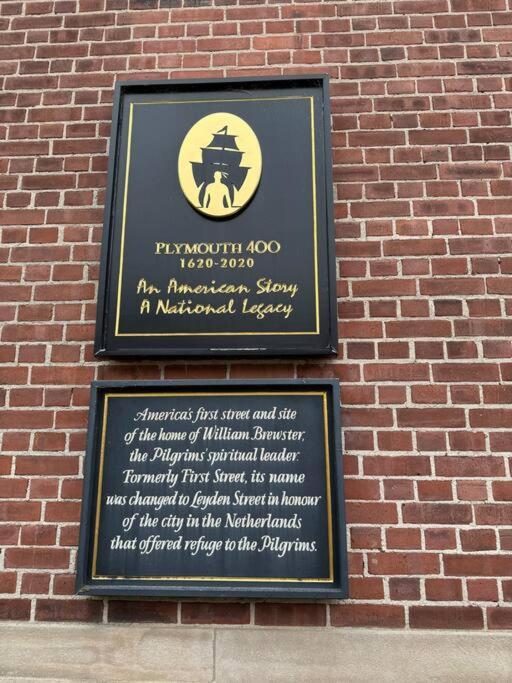 PLYMOUTH 400
1620-2020
An American Story
A National Legacy
America's first street and site
of the home of William Brewster,
the Pilgrims' spiritual leader.
Formerly First Street, its name
was changed to Leyden Street in honour
of the city in the Netherlands
that offered refuge to the Pilgrims.